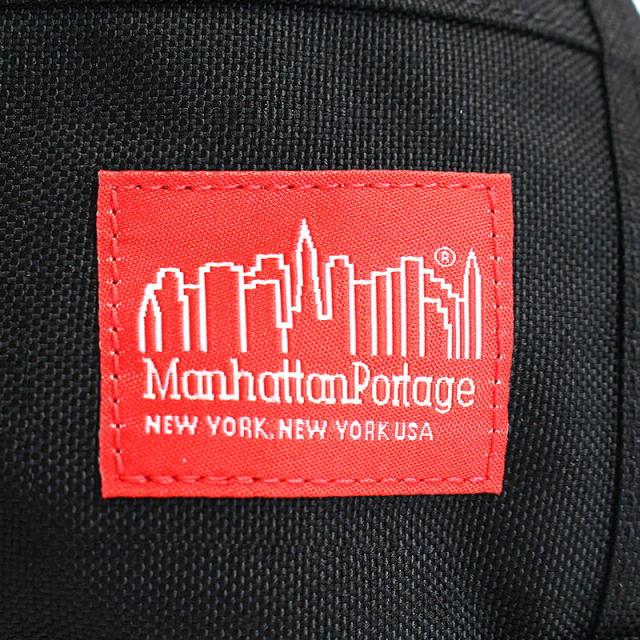 ®
ManhattanPortage
NEW YORK, NEW YORK USA